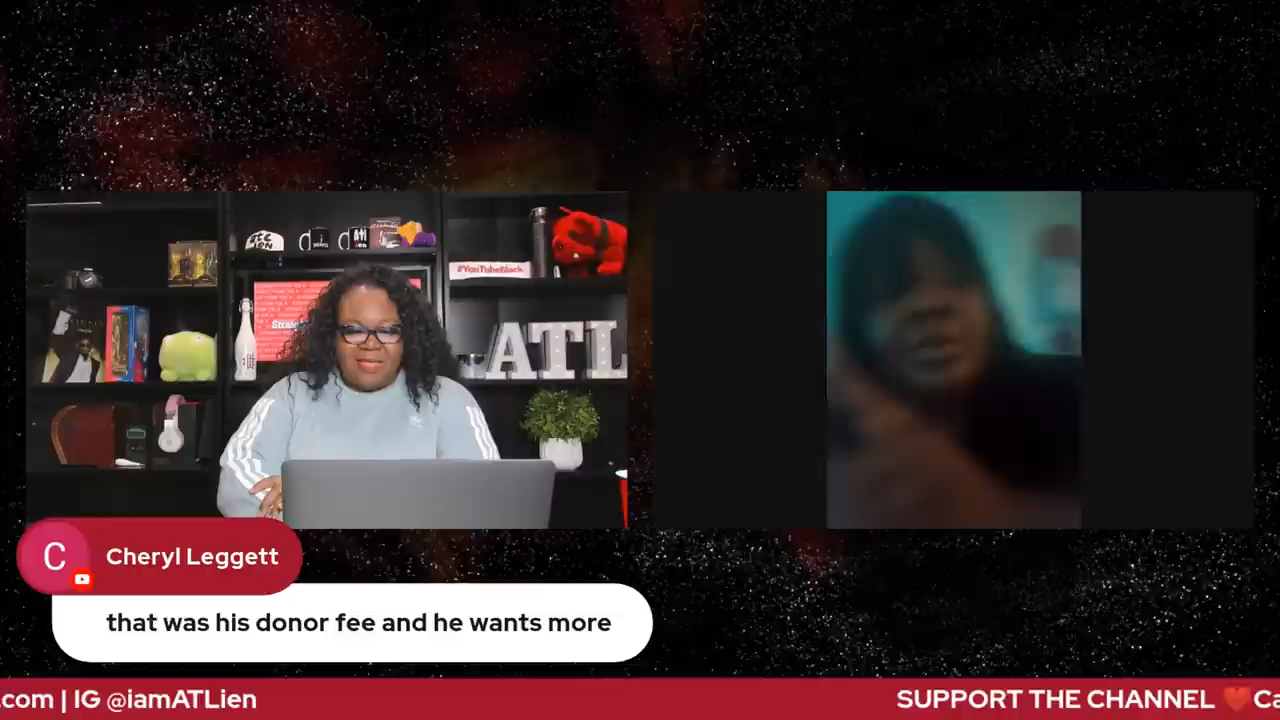 #YouTubeBlack
ATL
C
Cheryl Leggett
that was his donor fee and he wants more
.com | IG @iamATLien
SUPPORT THE CHANNEL ❤️Ca